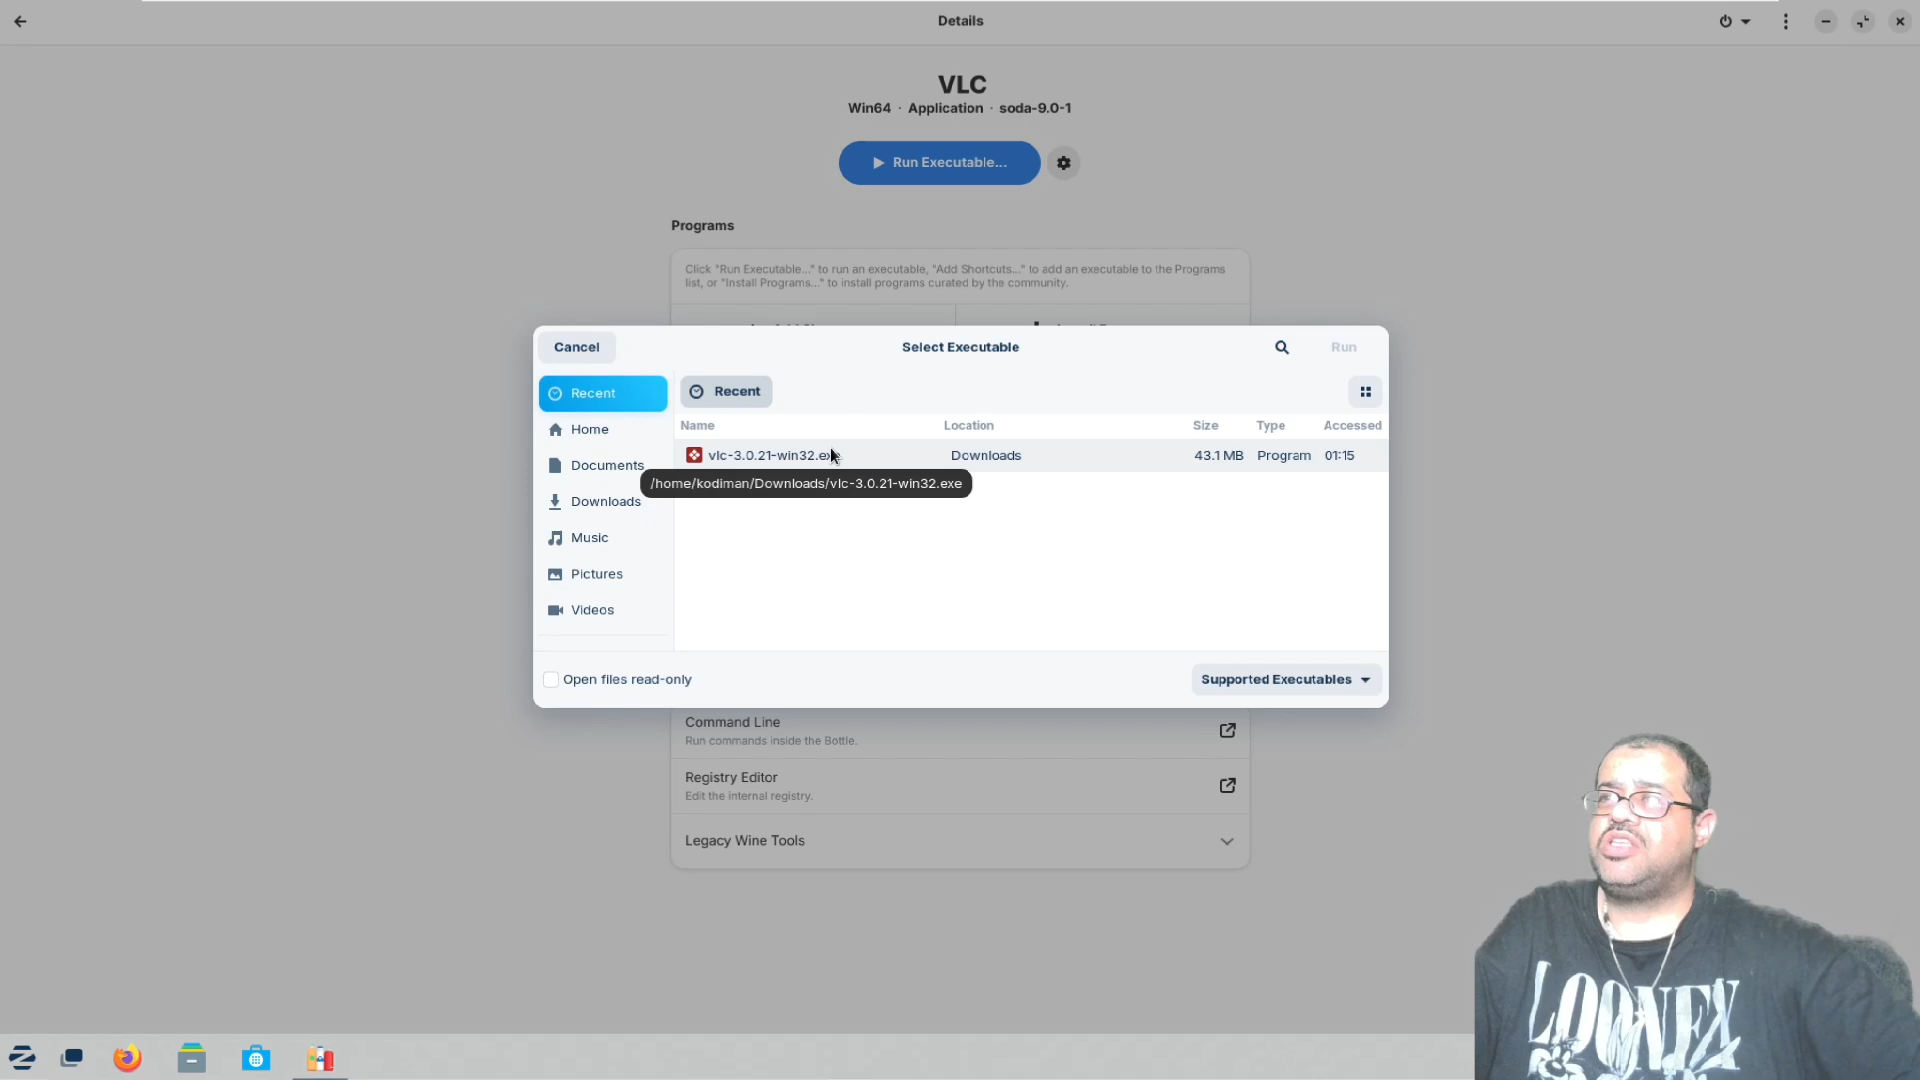 Details
VLC
Win64 · Application · soda-9.0-1
Run Executable...
Programs
Click "Run Executable..." to run an executable, "Add Shortcuts..." to add an executable to the Programs
list, or "Install Programs..." to install programs curated by the community.
Cancel
Select Executable
Run
Recent
Recent
Home
Documents
Downloads
Music
Pictures
Videos
Name Location Size Type Accessed
vlc-3.0.21-win32.exe Downloads 43.1 MB Program 01:15
/home/kodiman/Downloads/vlc-3.0.21-win32.exe
Open files read-only
Supported Executables
Command Line
Run commands inside the Bottle.
Registry Editor
Edit the internal registry.
Legacy Wine Tools